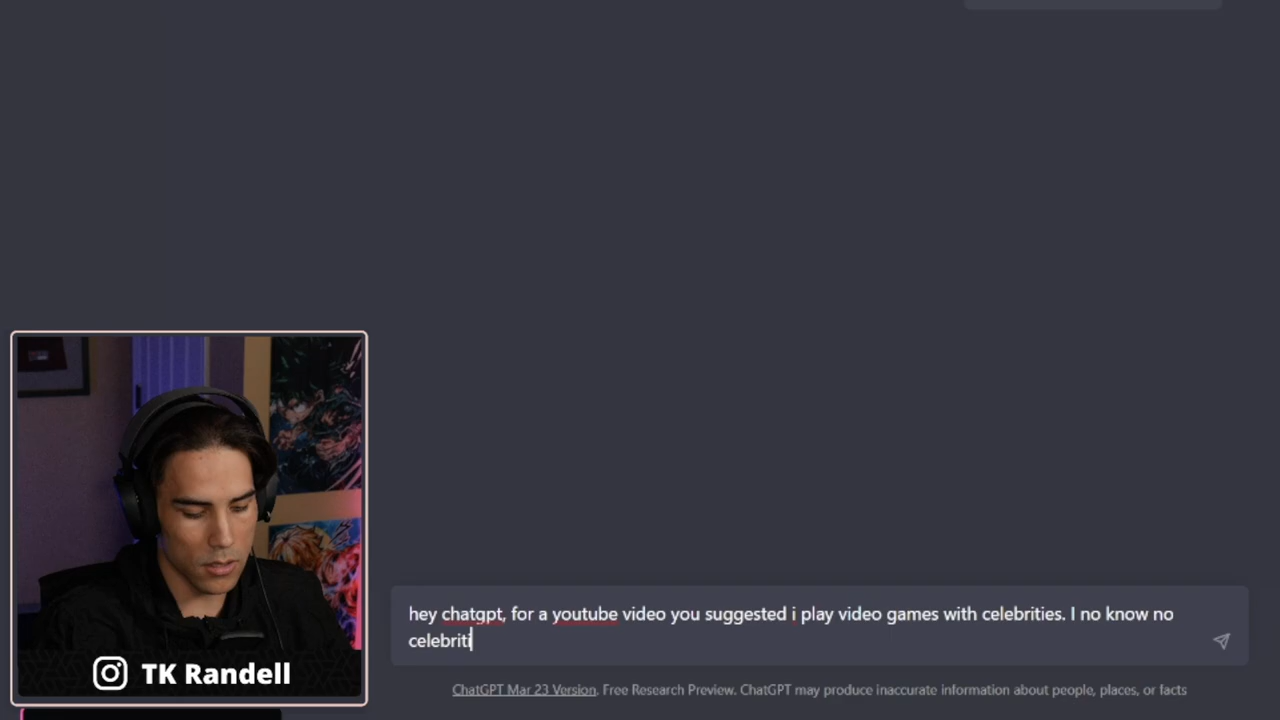 hey chatgpt, for a youtube video you suggested i play video games with celebrities. I no know no
celebriti
TK Randell
ChatGPT Mar 23 Version. Free Research Preview. ChatGPT may produce inaccurate information about people, places, or facts